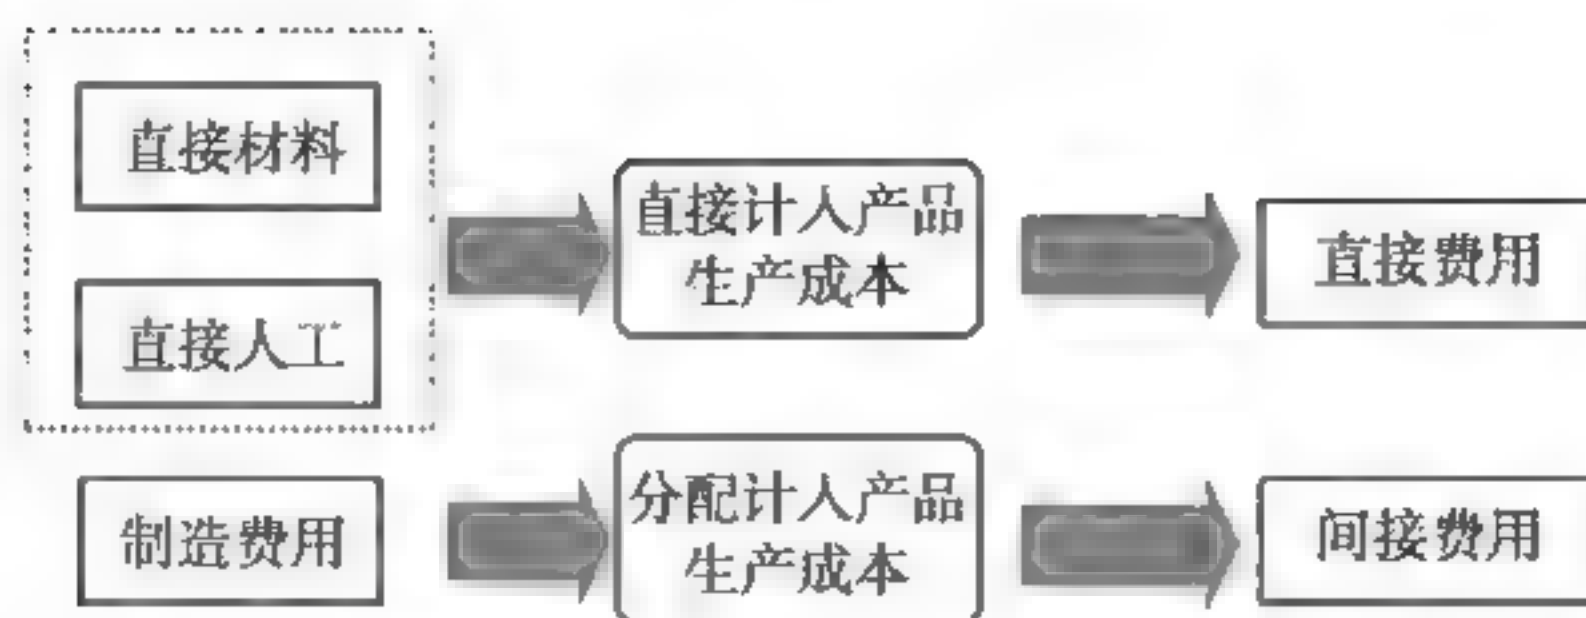 直接材料
直接人工
直接计入产品
生产成本
直接费用
制造费用
分配计入产品
生产成本
间接费用